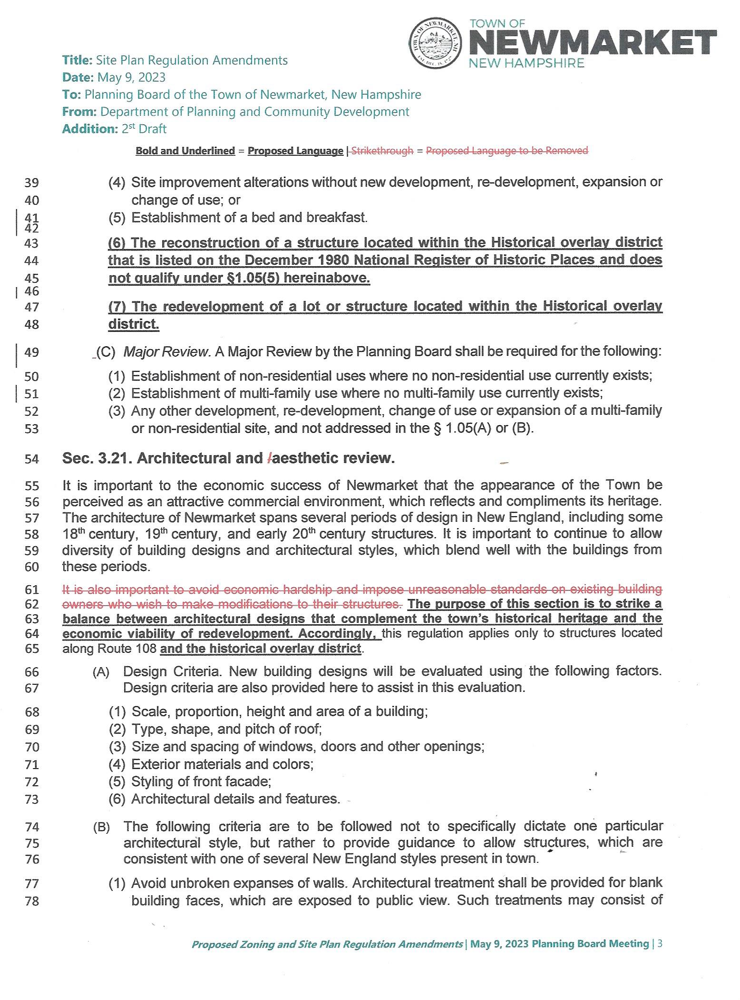 TOWN OF NEWMARKET, NH
EST. DEC. 15, 1727
TOWN OF
NEWMARKET
NEW HAMPSHIRE
Title: Site Plan Regulation Amendments
Date: May 9, 2023
To: Planning Board of the Town of Newmarket, New Hampshire
From: Department of Planning and Community Development
Addition: 2st Draft
Bold and Underlined = Proposed Language | Strikethrough = Proposed Language to be Removed
39 (4) Site improvement alterations without new development, re-development, expansion or
40 change of use; or
41 (5) Establishment of a bed and breakfast.
42
43 (6) The reconstruction of a structure located within the Historical overlay district
44 that is listed on the December 1980 National Register of Historic Places and does
45 not qualify under §1.05(5) hereinabove.
46
47 (7) The redevelopment of a lot or structure located within the Historical overlay
48 district.
49 (C) Major Review. A Major Review by the Planning Board shall be required for the following:
50 (1) Establishment of non-residential uses where no non-residential use currently exists;
51 (2) Establishment of multi-family use where no multi-family use currently exists;
52 (3) Any other development, re-development, change of use or expansion of a multi-family
53 or non-residential site, and not addressed in the § 1.05(A) or (B).
54 Sec. 3.21. Architectural and /aesthetic review.
55 It is important to the economic success of Newmarket that the appearance of the Town be
56 perceived as an attractive commercial environment, which reflects and compliments its heritage.
57 The architecture of Newmarket spans several periods of design in New England, including some
58 18th century, 19th century, and early 20th century structures. It is important to continue to allow
59 diversity of building designs and architectural styles, which blend well with the buildings from
60 these periods.
61 It is also important to avoid economic hardship and impose unreasonable standards on existing building
62 owners who wish to make modifications to their structures. The purpose of this section is to strike a
63 balance between architectural designs that complement the town's historical heritage and the
64 economic viability of redevelopment. Accordingly, this regulation applies only to structures located
65 along Route 108 and the historical overlay district.
66 (A) Design Criteria. New building designs will be evaluated using the following factors.
67 Design criteria are also provided here to assist in this evaluation.
68 (1) Scale, proportion, height and area of a building;
69 (2) Type, shape, and pitch of roof;
70 (3) Size and spacing of windows, doors and other openings;
71 (4) Exterior materials and colors;
72 (5) Styling of front facade;
73 (6) Architectural details and features.
74 (B) The following criteria are to be followed not to specifically dictate one particular
75 architectural style, but rather to provide guidance to allow structures, which are
76 consistent with one of several New England styles present in town.
77 (1) Avoid unbroken expanses of walls. Architectural treatment shall be provided for blank
78 building faces, which are exposed to public view. Such treatments may consist of
Proposed Zoning and Site Plan Regulation Amendments| May 9, 2023 Planning Board Meeting | 3